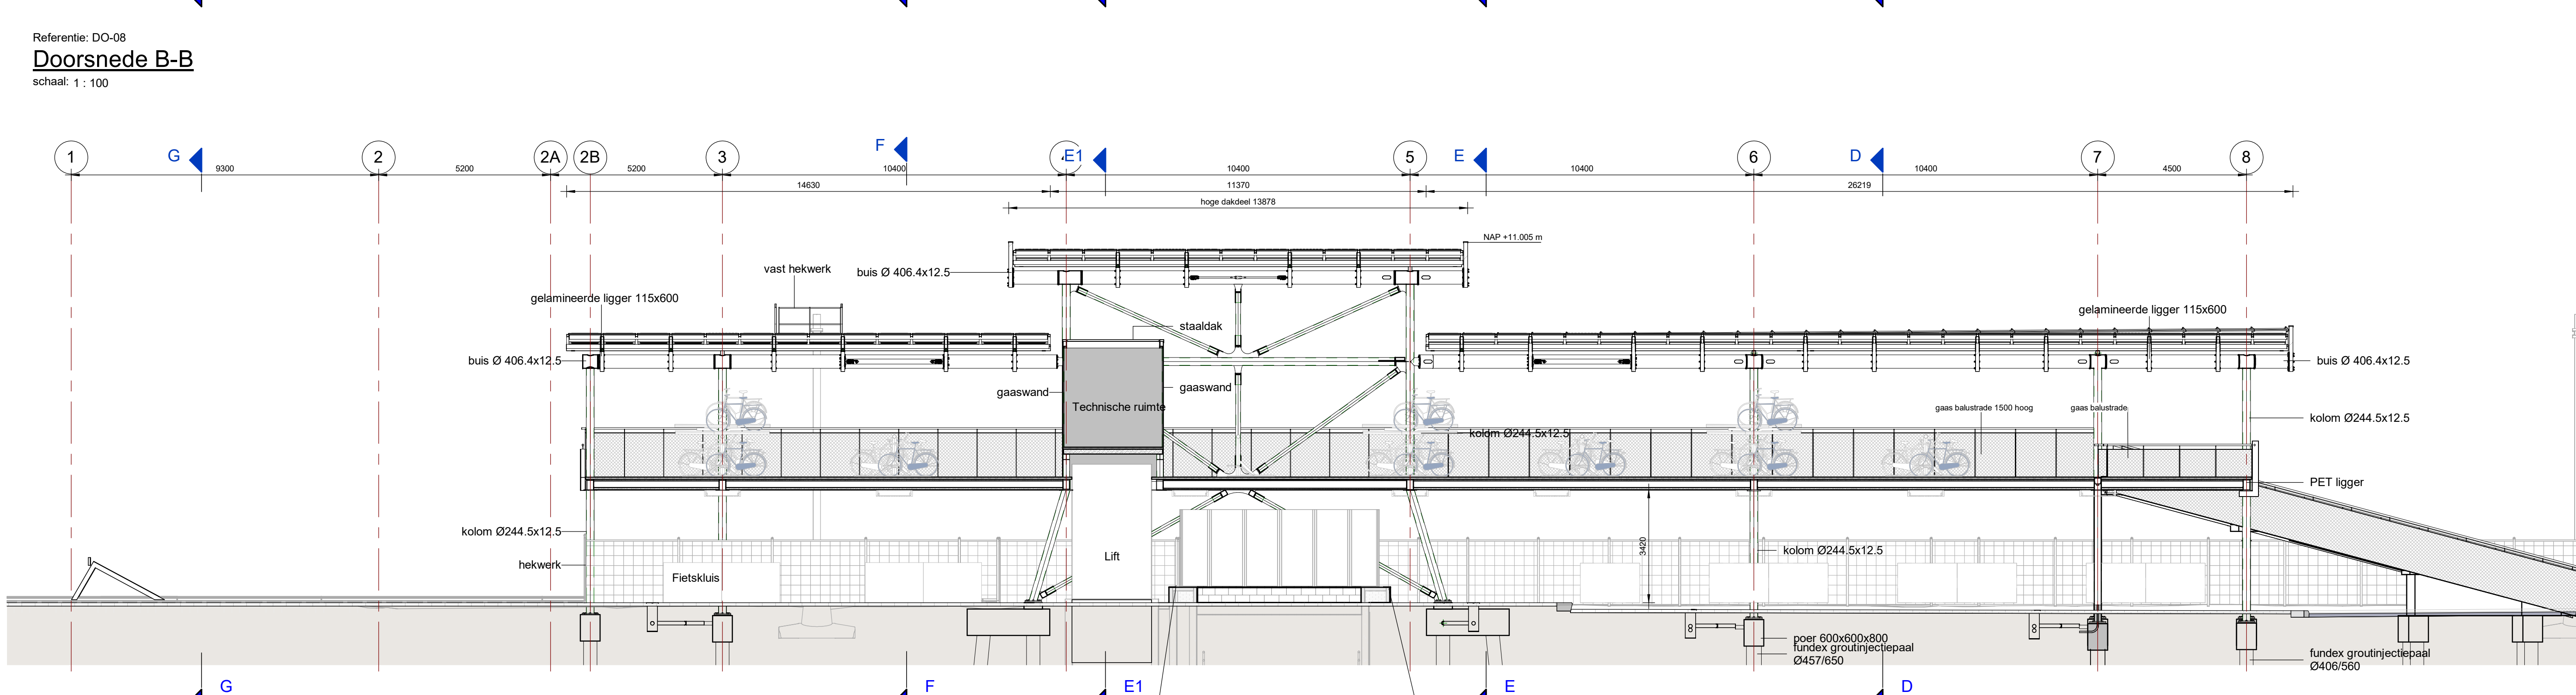 Referentie: DO-08
Doorsnede B-B
schaal: 1 : 100
1
G
2
2A
2B
3
F
E1
5
E
6
D
7
8
9300
5200
5200
10400
10400
10400
10400
4500
14630
11370
26219
hoge dakdeel 13878
NAP +11.005 m
vast hekwerk
buis Ø 406.4x12.5
gelamineerde ligger 115x600
gelamineerde ligger 115x600
staaldak
buis Ø 406.4x12.5
buis Ø 406.4x12.5
gaaswand
gaaswand
Technische ruimte
gaas balustrade 1500 hoog
gaas balustrade
kolom Ø244.5x12.5
kolom Ø244.5x12.5
PET ligger
kolom Ø244.5x12.5
3420
kolom Ø244.5x12.5
Lift
hekwerk
Fietskluis
poer 600x600x800
fundex groutinjectiepaal
Ø457/650
fundex groutinjectiepaal
Ø406/560
G
F
E1
E
D